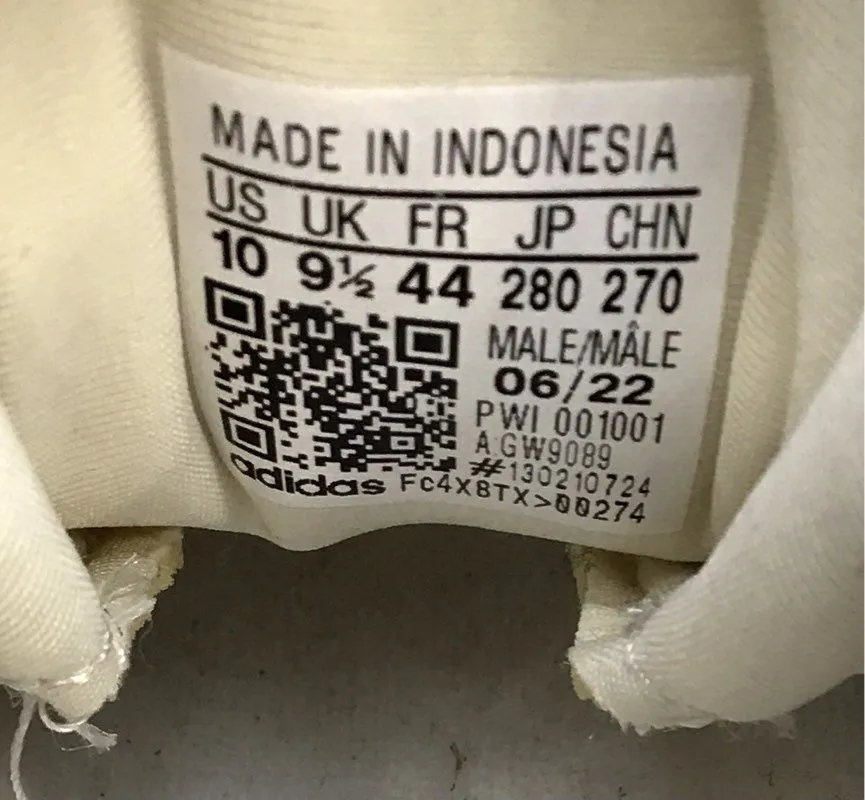 MADE IN INDONESIA
US UK FR JP CHN
10 9½ 44 280 270
MALE/MÂLE
06/22
PWI 001001
A:GW9089
#130210724
adidas Fc4XBTX>00274